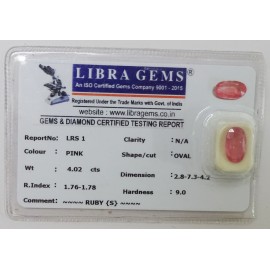 LIBRA GEMS®
An ISO Certified Gems Company 9001 - 2015
Registered Under the Trade Marks with Govt. of India
website : www.libragems.co.in
GEMS & DIAMOND CERTIFIED TESTING REPORT
ReportNo: LRS 1 Clarity : N/A
Colour : PINK Shape/cut : OVAL
Wt : 4.02 cts Dimension : 2.8-7.3-4.2
R.Index : 1.76-1.78 Hardness : 9.0
Comment : ~~~~ RUBY {S} ~~~~